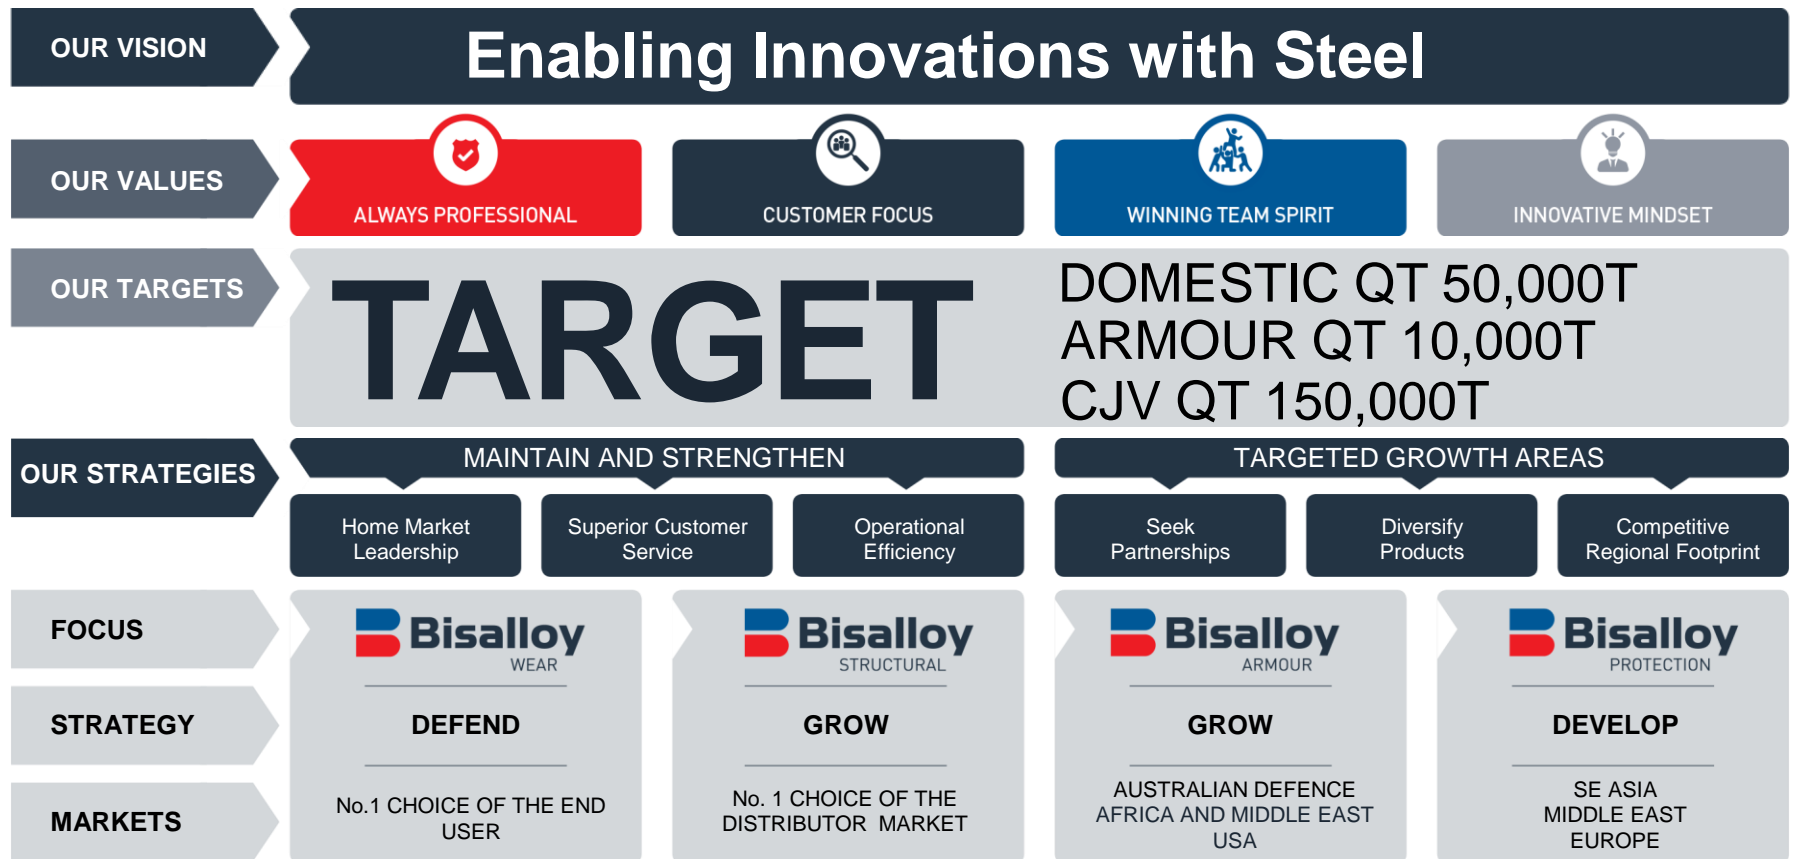 OUR VISION
Enabling Innovations with Steel
OUR VALUES
ALWAYS PROFESSIONAL
CUSTOMER FOCUS
WINNING TEAM SPIRIT
INNOVATIVE MINDSET
OUR TARGETS
TARGET
DOMESTIC QT 50,000T
ARMOUR QT 10,000T
CJV QT 150,000T
OUR STRATEGIES
MAINTAIN AND STRENGTHEN
TARGETED GROWTH AREAS
Home Market
Leadership
Superior Customer
Service
Operational
Efficiency
Seek
Partnerships
Diversify
Products
Competitive
Regional Footprint
FOCUS
Bisalloy
WEAR
Bisalloy
STRUCTURAL
Bisalloy
ARMOUR
Bisalloy
PROTECTION
STRATEGY
DEFEND
GROW
GROW
DEVELOP
MARKETS
No.1 CHOICE OF THE END
USER
No. 1 CHOICE OF THE
DISTRIBUTOR MARKET
AUSTRALIAN DEFENCE
AFRICA AND MIDDLE EAST
USA
SE ASIA
MIDDLE EAST
EUROPE